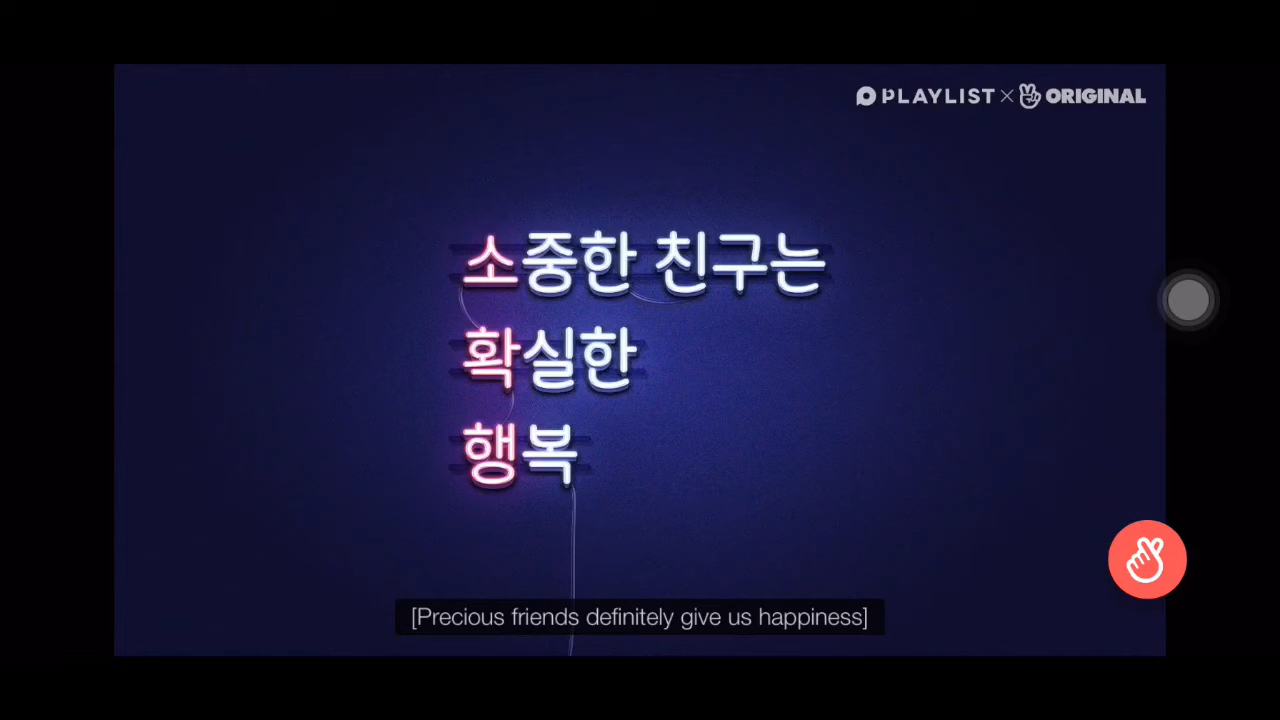 PLAYLIST × ORIGINAL
소중한 친구는
확실한
행복
[Precious friends definitely give us happiness]